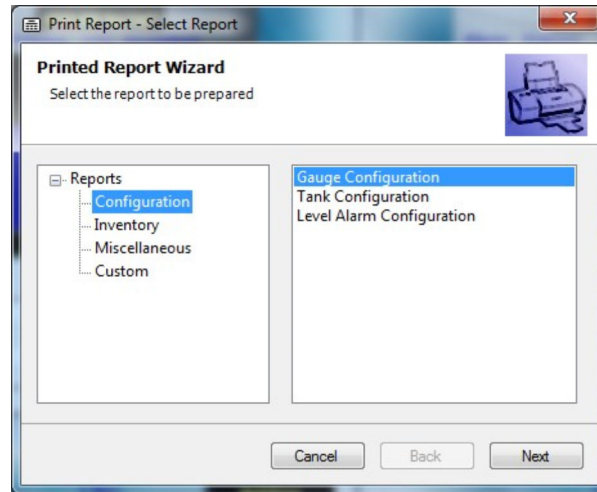 Print Report - Select Report
Printed Report Wizard
Select the report to be prepared
Reports
Configuration
Inventory
Miscellaneous
Custom
Gauge Configuration
Tank Configuration
Level Alarm Configuration
Cancel
Back
Next